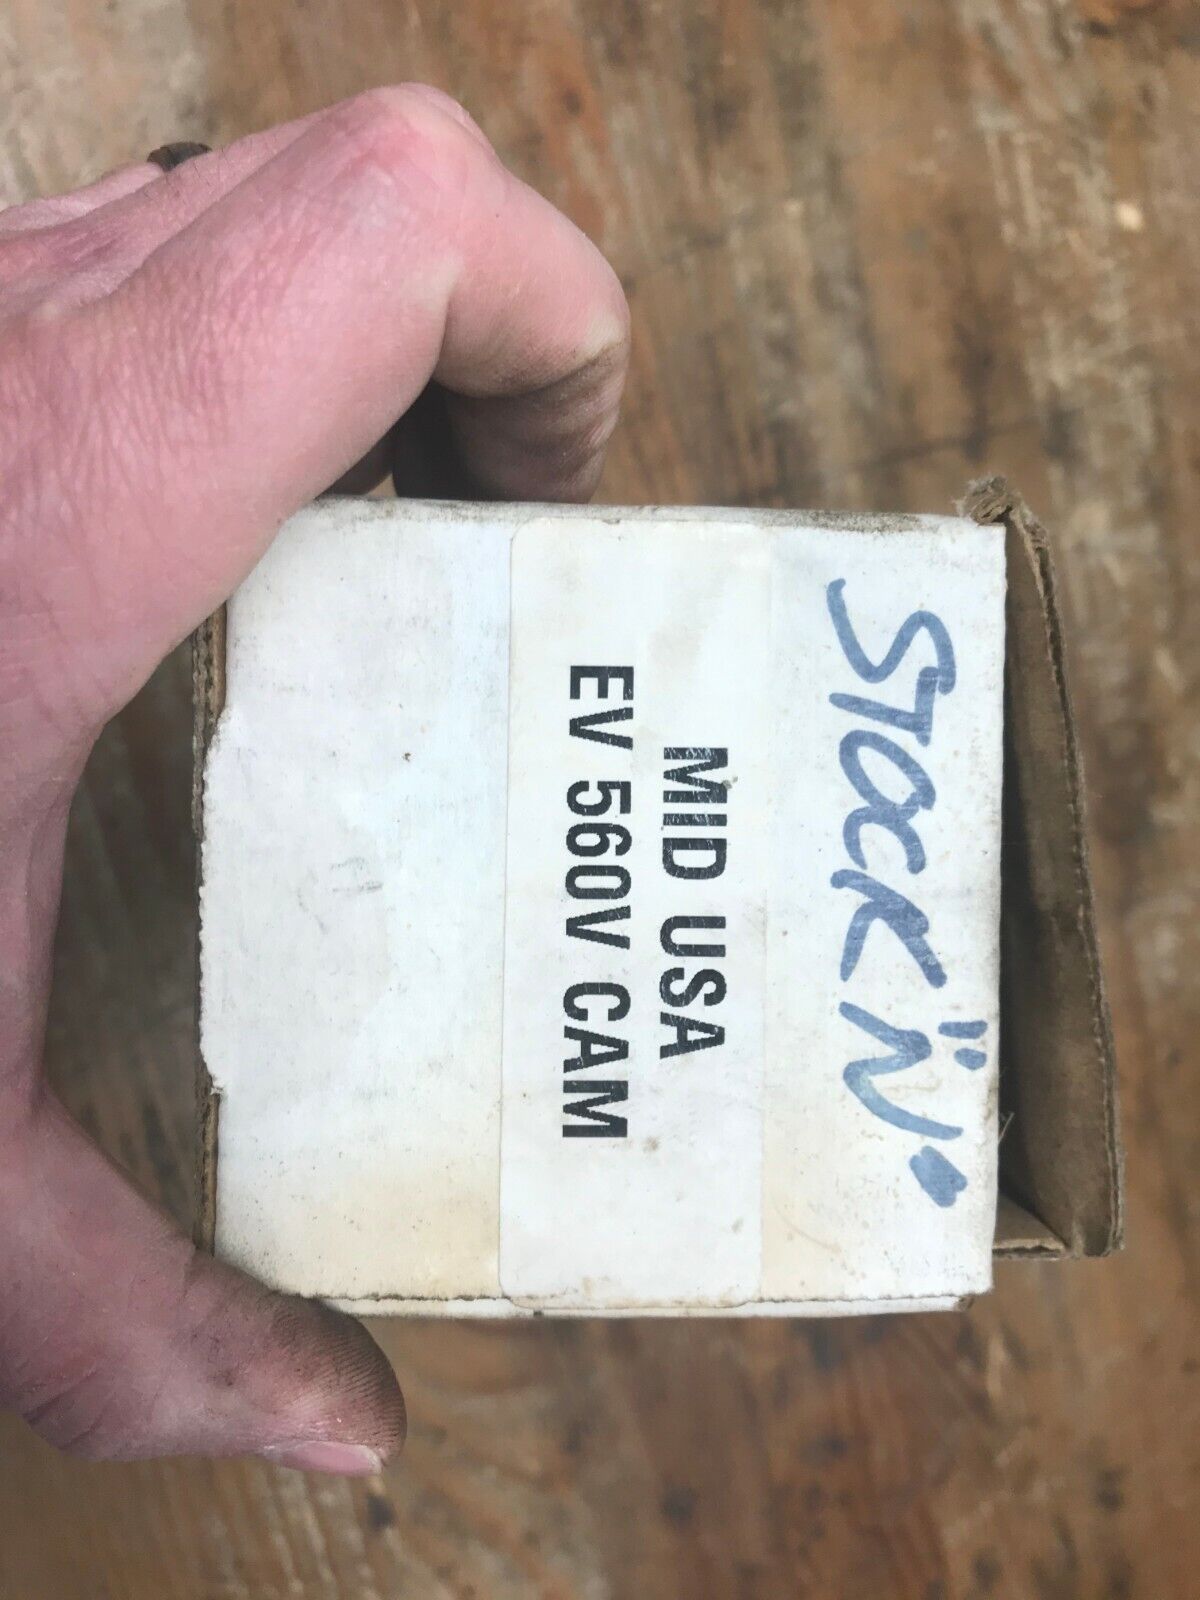 STOCK "N"
MID USA
EV 560V CAM